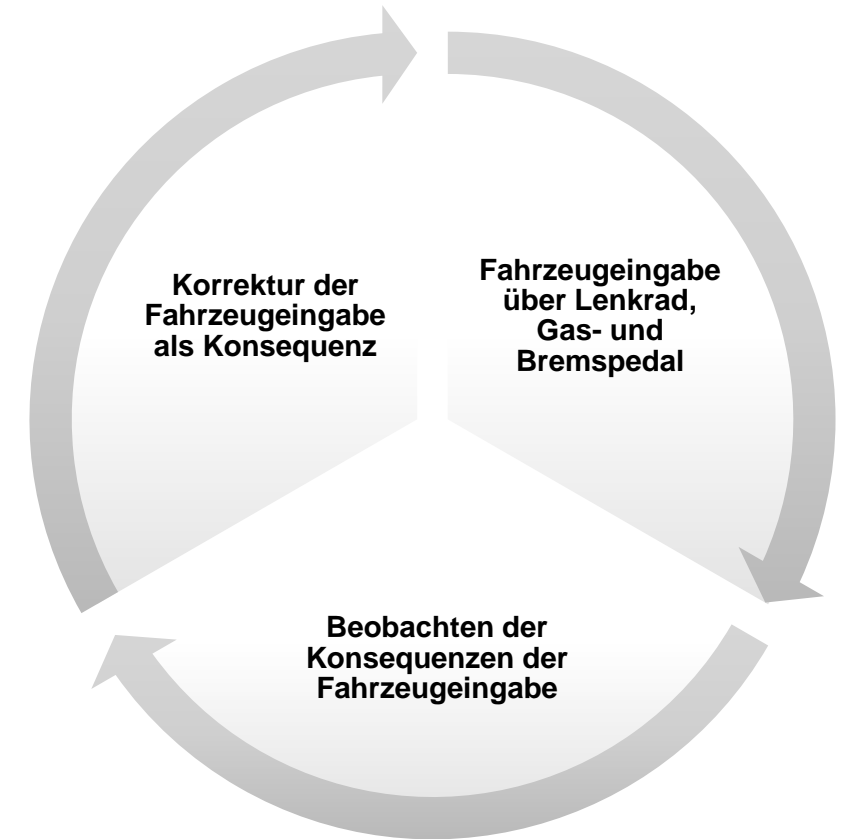 Fahrzeugeingabe
über Lenkrad,
Gas- und
Bremspedal
Beobachten der
Konsequenzen der
Fahrzeugeingabe
Korrektur der
Fahrzeugeingabe
als Konsequenz